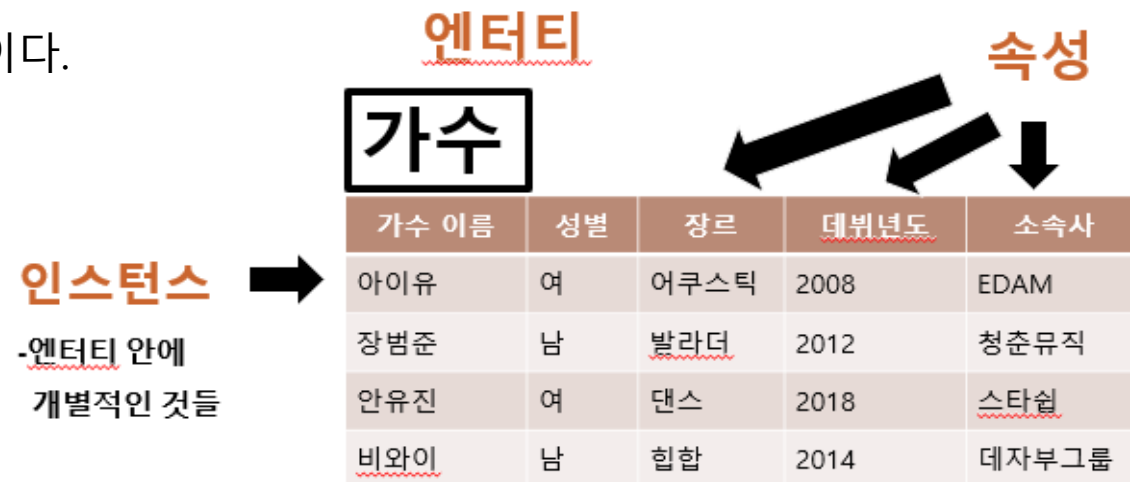 이다.
엔터티
속성
가수
가수 이름 성별 장르 데뷔년도 소속사
인스턴스
아이유 여 어쿠스틱 2008 EDAM
-엔터티 안에
장범준 남 발라더 2012 청춘뮤직
개별적인 것들
안유진 여 댄스 2018 스타쉽
비와이 남 힙합 2014 데자부그룹